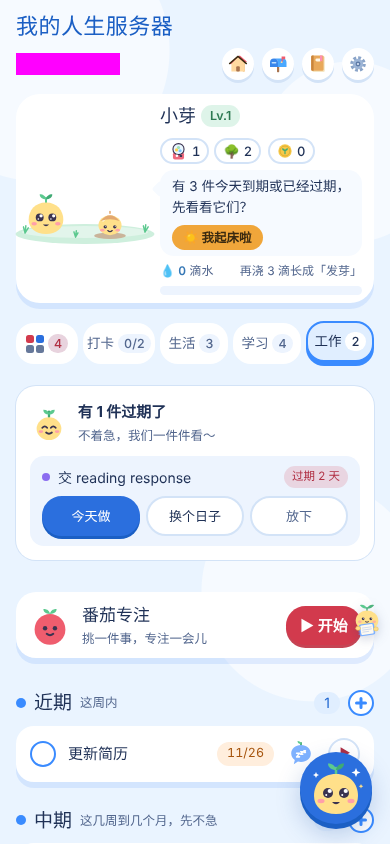 我的人生服务器
小芽 Lv.1
1 2 0
有 3 件今天到期或已经过期，
先看看它们？
我起床啦
0 滴水 再浇 3 滴长成「发芽」
4 打卡 0/2 生活 3 学习 4 工作 2
有 1 件过期了
不着急，我们一件件看～
交 reading response 过期 2 天
今天做 换个日子 放下
番茄专注
挑一件事，专注一会儿
开始
近期 这周内 1
更新简历 11/26
中期 这几周到几个月，先不急